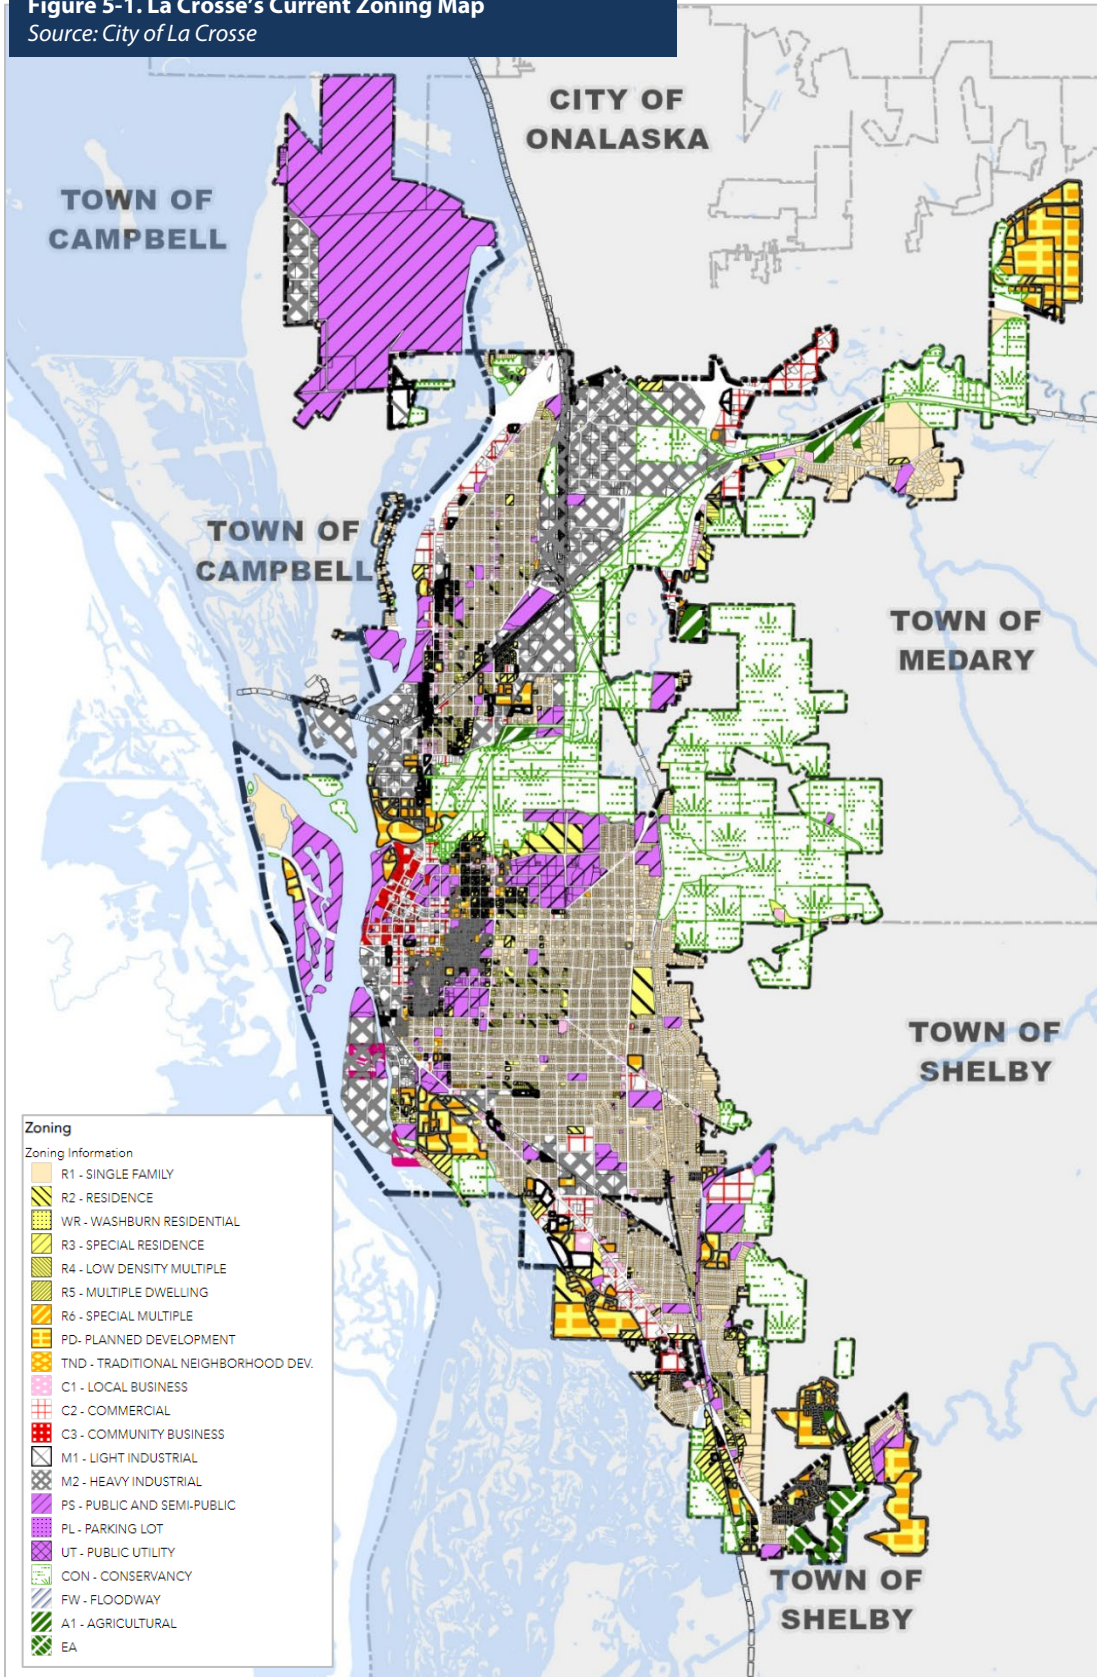 Figure 5-1. La Crosse's Current Zoning Map
Source: City of La Crosse
CITY OF
ONALASKA
TOWN OF
CAMPBELL
TOWN OF
CAMPBELL
TOWN OF
MEDARY
TOWN OF
SHELBY
Zoning
Zoning Information
R1 - SINGLE FAMILY
R2 - RESIDENCE
WR - WASHBURN RESIDENTIAL
R3 - SPECIAL RESIDENCE
R4 - LOW DENSITY MULTIPLE
R5 - MULTIPLE DWELLING
R6 - SPECIAL MULTIPLE
PD- PLANNED DEVELOPMENT
TND - TRADITIONAL NEIGHBORHOOD DEV.
C1 - LOCAL BUSINESS
C2 - COMMERCIAL
C3 - COMMUNITY BUSINESS
M1 - LIGHT INDUSTRIAL
M2 - HEAVY INDUSTRIAL
PS - PUBLIC AND SEMI-PUBLIC
PL - PARKING LOT
UT - PUBLIC UTILITY
CON - CONSERVANCY
FW - FLOODWAY
A1 - AGRICULTURAL
EA
TOWN OF
SHELBY